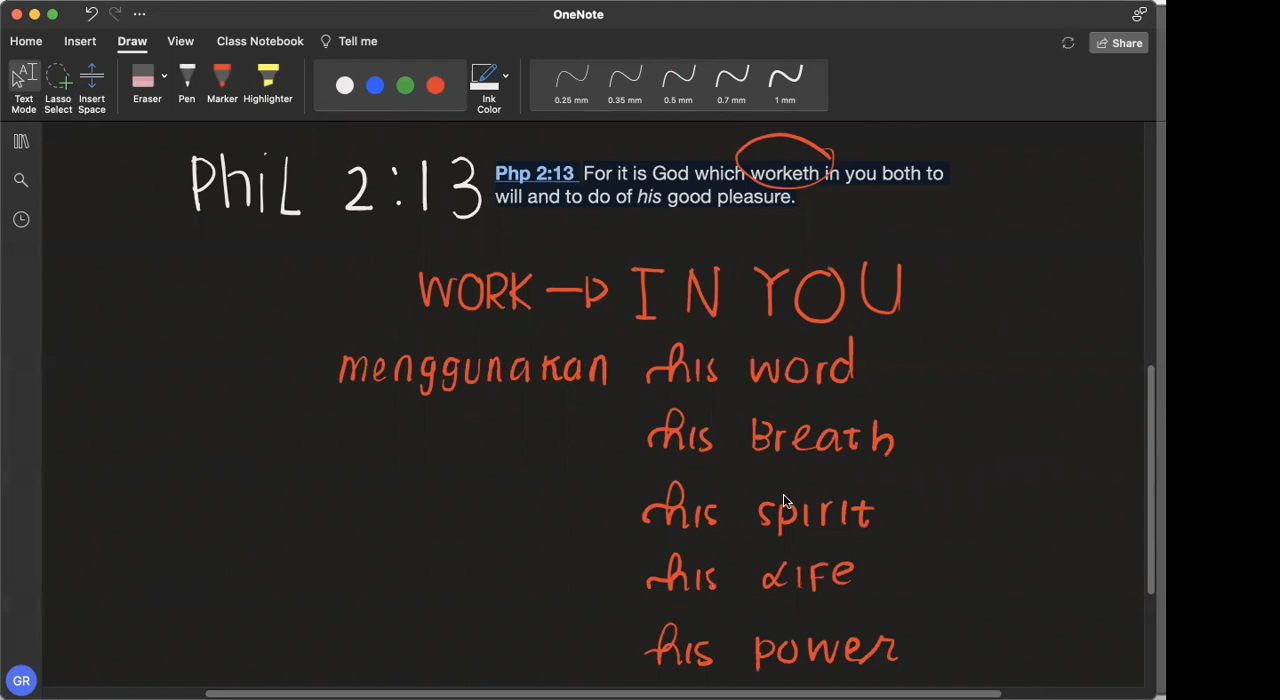 OneNote
Home Insert Draw View Class Notebook Tell me Share
Text Mode Lasso Select Insert Space Eraser Pen Marker Highlighter Ink Color 0.25 mm 0.35 mm 0.5 mm 0.7 mm 1 mm
Phil 2:13
Php 2:13 For it is God which worketh in you both to
will and to do of his good pleasure.
WORK → IN YOU
menggunakan his word
his Breath
his spirit
his LIFe
his power
GR